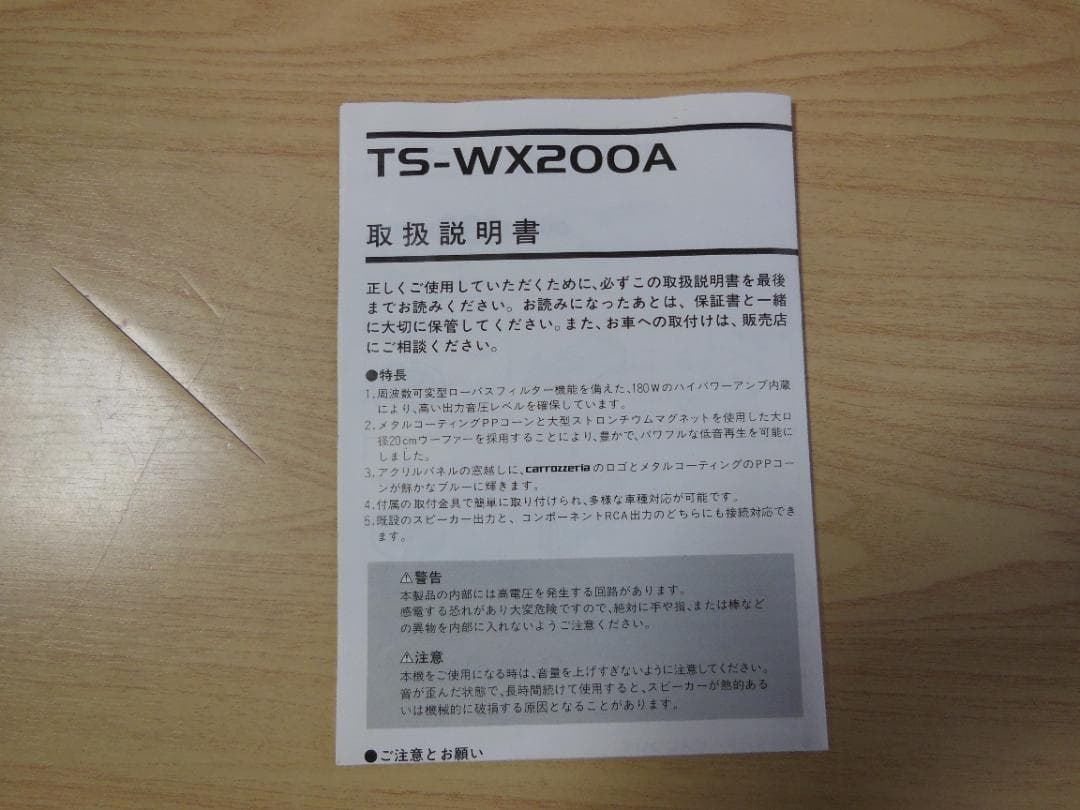 TS-WX200A
取扱説明書
正しくご使用していただくために、必ずこの取扱説明書を最後
までお読みください。お読みになったあとは、保証書と一緒
に大切に保管してください。また、お車への取付けは、販売店
にご相談ください。
●特長
1.周波数可変型ローパスフィルター機能を備えた、180Wのハイパワーアンプ内蔵
により、高い出力音圧レベルを確保しています。
2.メタルコーティングPPコーンと大型ストロンチウムマグネットを使用した大口
径20cmウーファーを採用することにより、豊かで、パワフルな低音再生を可能に
しました。
3.アクリルパネルの窓越しに、carrozzeriaのロゴとメタルコーティングのPPコー
ンが鮮かなブルーに輝きます。
4.付属の取付金具で簡単に取り付けられ、多様な車種対応が可能です。
5.既設のスピーカー出力と、コンポーネントRCA出力のどちらにも接続対応でき
ます。
⚠警告
本製品の内部には高電圧を発生する回路があります。
感電する恐れがあり大変危険ですので、絶対に手や指、または棒など
の異物を内部に入れないようご注意ください。
⚠注意
本機をご使用になる時は、音量を上げすぎないように注意してください。
音が歪んだ状態で、長時間続けて使用すると、スピーカーが熱的ある
いは機械的に破損する原因となることがあります。
●ご注意とお願い